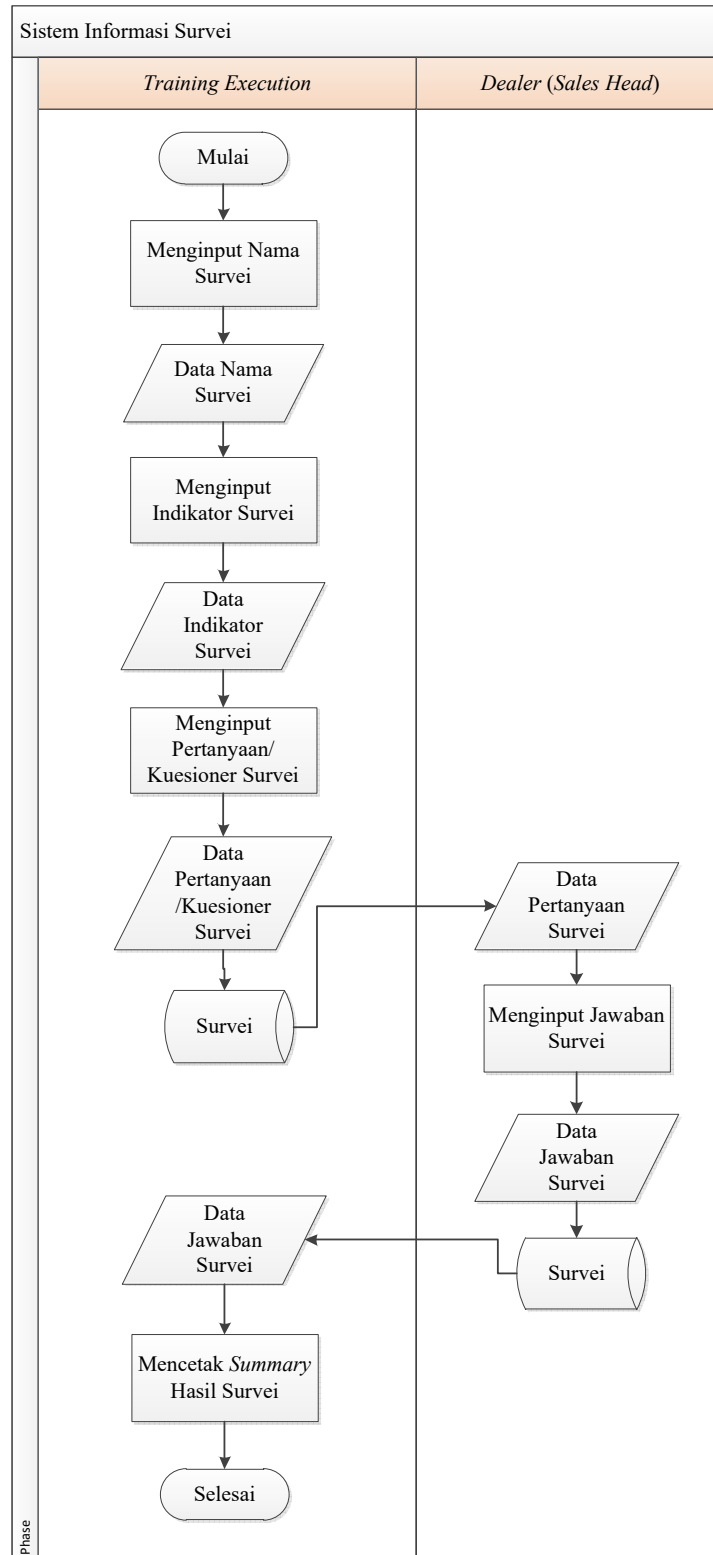 Sistem Informasi Survei
Training Execution
Dealer (Sales Head)
Mulai
Menginput Nama
Survei
Data Nama
Survei
Menginput
Indikator Survei
Data
Indikator
Survei
Menginput
Pertanyaan/
Kuesioner Survei
Data
Pertanyaan
/Kuesioner
Survei
Survei
Data
Pertanyaan
Survei
Menginput Jawaban
Survei
Data
Jawaban
Survei
Survei
Data
Jawaban
Survei
Mencetak Summary
Hasil Survei
Selesai
Phase